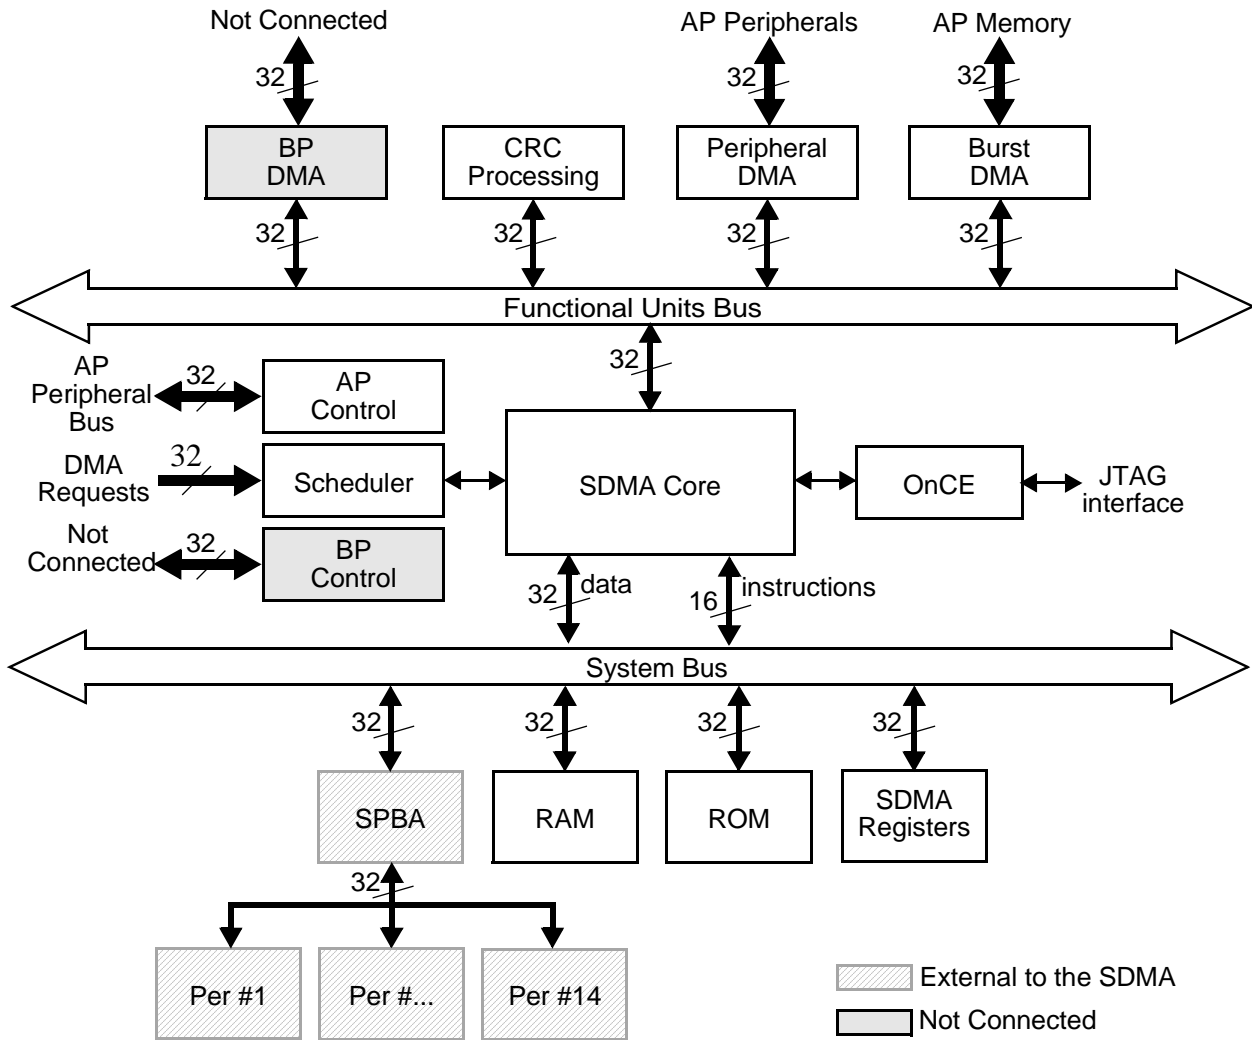 Not Connected
AP Peripherals
AP Memory
32
32
32
BP
DMA
CRC
Processing
Peripheral
DMA
Burst
DMA
32
32
32
32
Functional Units Bus
32
AP
Peripheral
Bus
32
AP
Control
DMA
Requests
32
Scheduler
SDMA Core
OnCE
JTAG
interface
Not
Connected
32
BP
Control
32
data
16
instructions
System Bus
32
32
32
32
SPBA
RAM
ROM
SDMA
Registers
32
Per #1
Per #...
Per #14
External to the SDMA
Not Connected